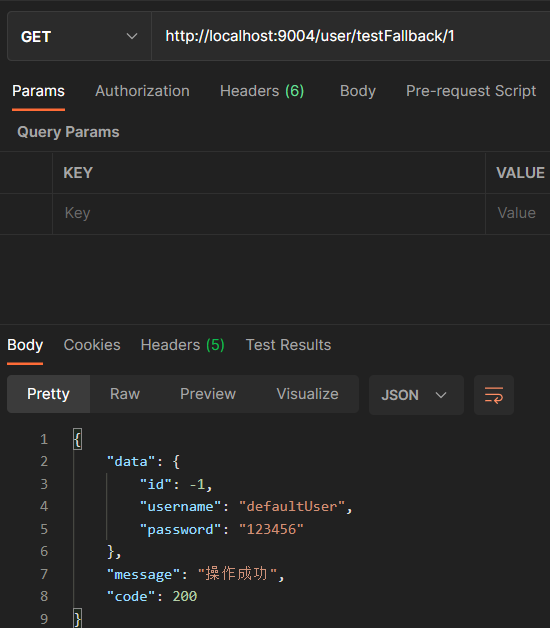 GET http://localhost:9004/user/testFallback/1
Params Authorization Headers (6) Body Pre-request Script
Query Params
KEY VALUE
Key Value
Body Cookies Headers (5) Test Results
Pretty Raw Preview Visualize JSON
1 {
2 "data": {
3 "id": -1,
4 "username": "defaultUser",
5 "password": "123456"
6 },
7 "message": "操作成功",
8 "code": 200
9 }